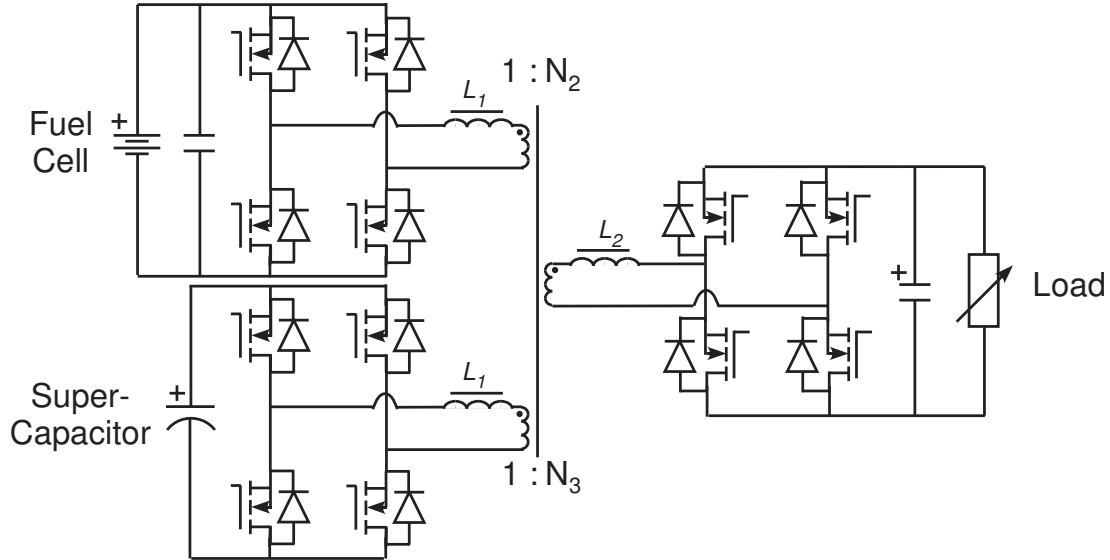 1 : N2
L1
+
Fuel
Cell
L2
+
Load
+
Super-
Capacitor
L1
1 : N3